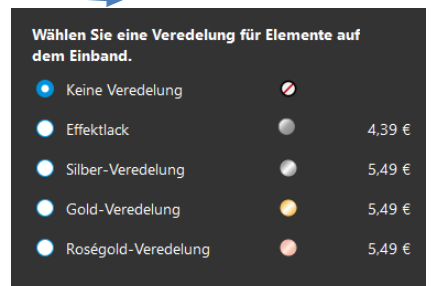 Wählen Sie eine Veredelung für Elemente auf
dem Einband.
Keine Veredelung
Effektlack 4,39 €
Silber-Veredelung 5,49 €
Gold-Veredelung 5,49 €
Roségold-Veredelung 5,49 €